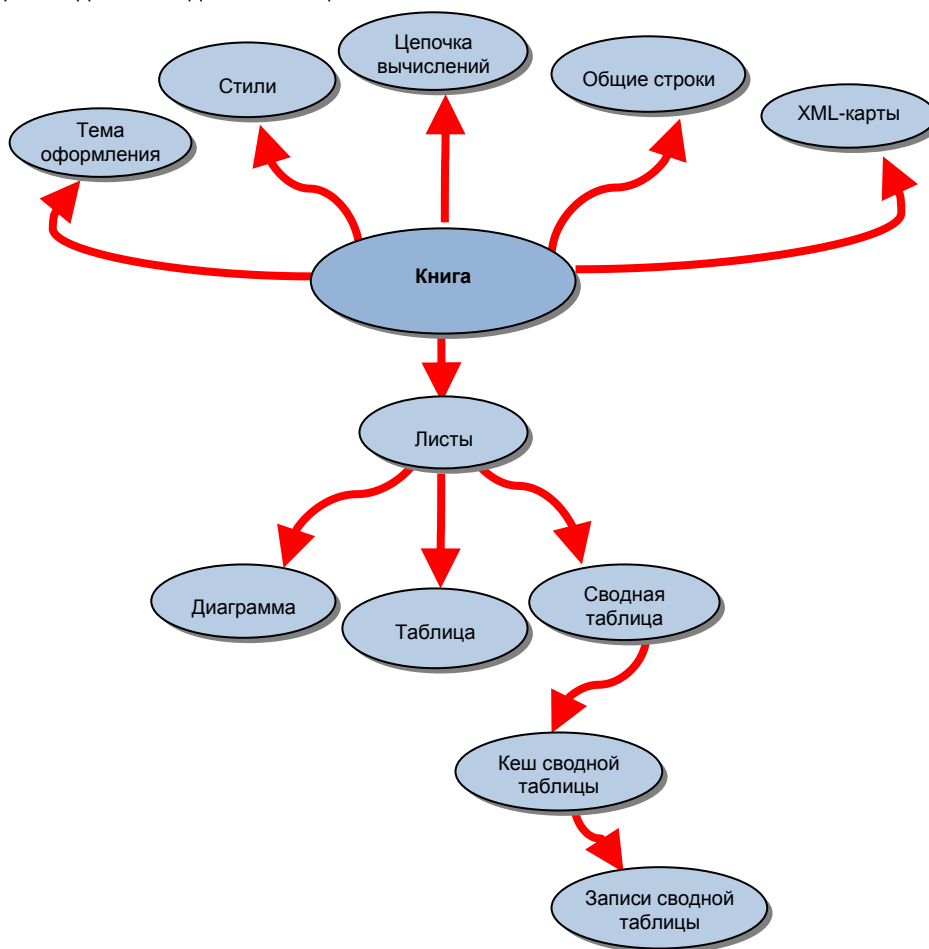 Цепочка
вычислений
Стили
Общие строки
XML-карты
Тема
оформления
Книга
Листы
Диаграмма
Таблица
Сводная
таблица
Кеш сводной
таблицы
Записи сводной
таблицы